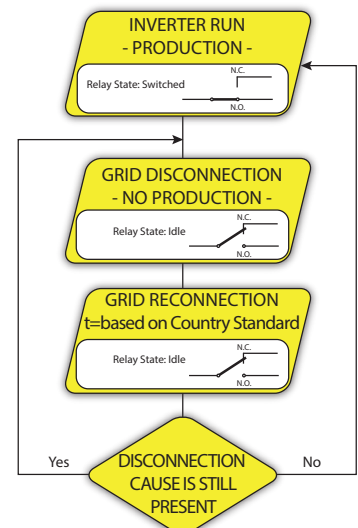 INVERTER RUN
- PRODUCTION -
N.C.
Relay State: Switched
N.O.
GRID DISCONNECTION
- NO PRODUCTION -
N.C.
Relay State: Idle
N.O.
GRID RECONNECTION
t=based on Country Standard
N.C.
Relay State: Idle
N.O.
Yes
DISCONNECTION
No
CAUSE IS STILL
PRESENT